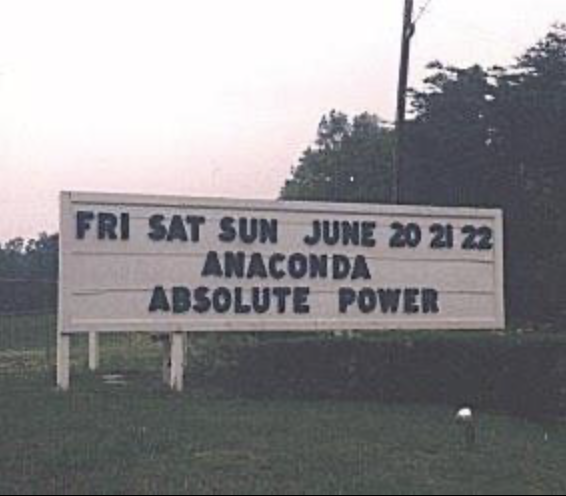 FRI SAT SUN JUNE 20 21 22
ANACONDA
ABSOLUTE POWER